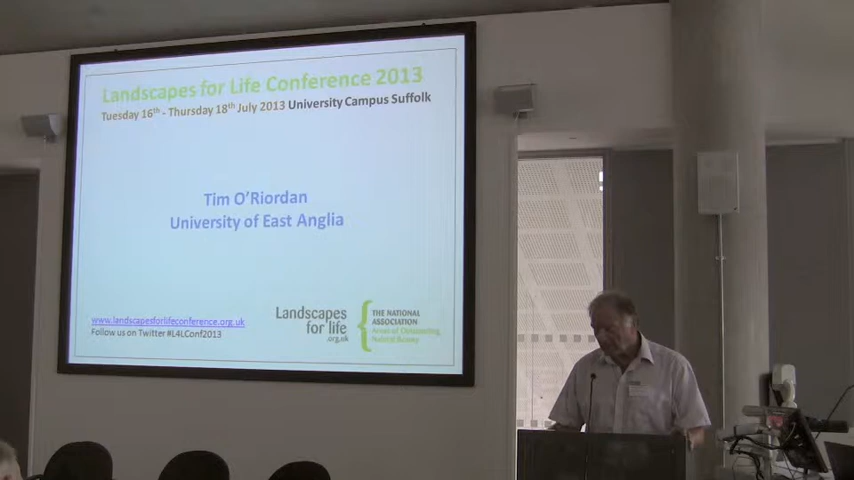 Landscapes for Life Conference 2013
Tuesday 16th - Thursday 18th July 2013 University Campus Suffolk
Tim O'Riordan
University of East Anglia
www.landscapesforlifeconference.org.uk
Follow us on Twitter #L4LConf2013
Landscapes
for life
.org.uk
THE NATIONAL
ASSOCIATION
Areas of Outstanding
Natural Beauty